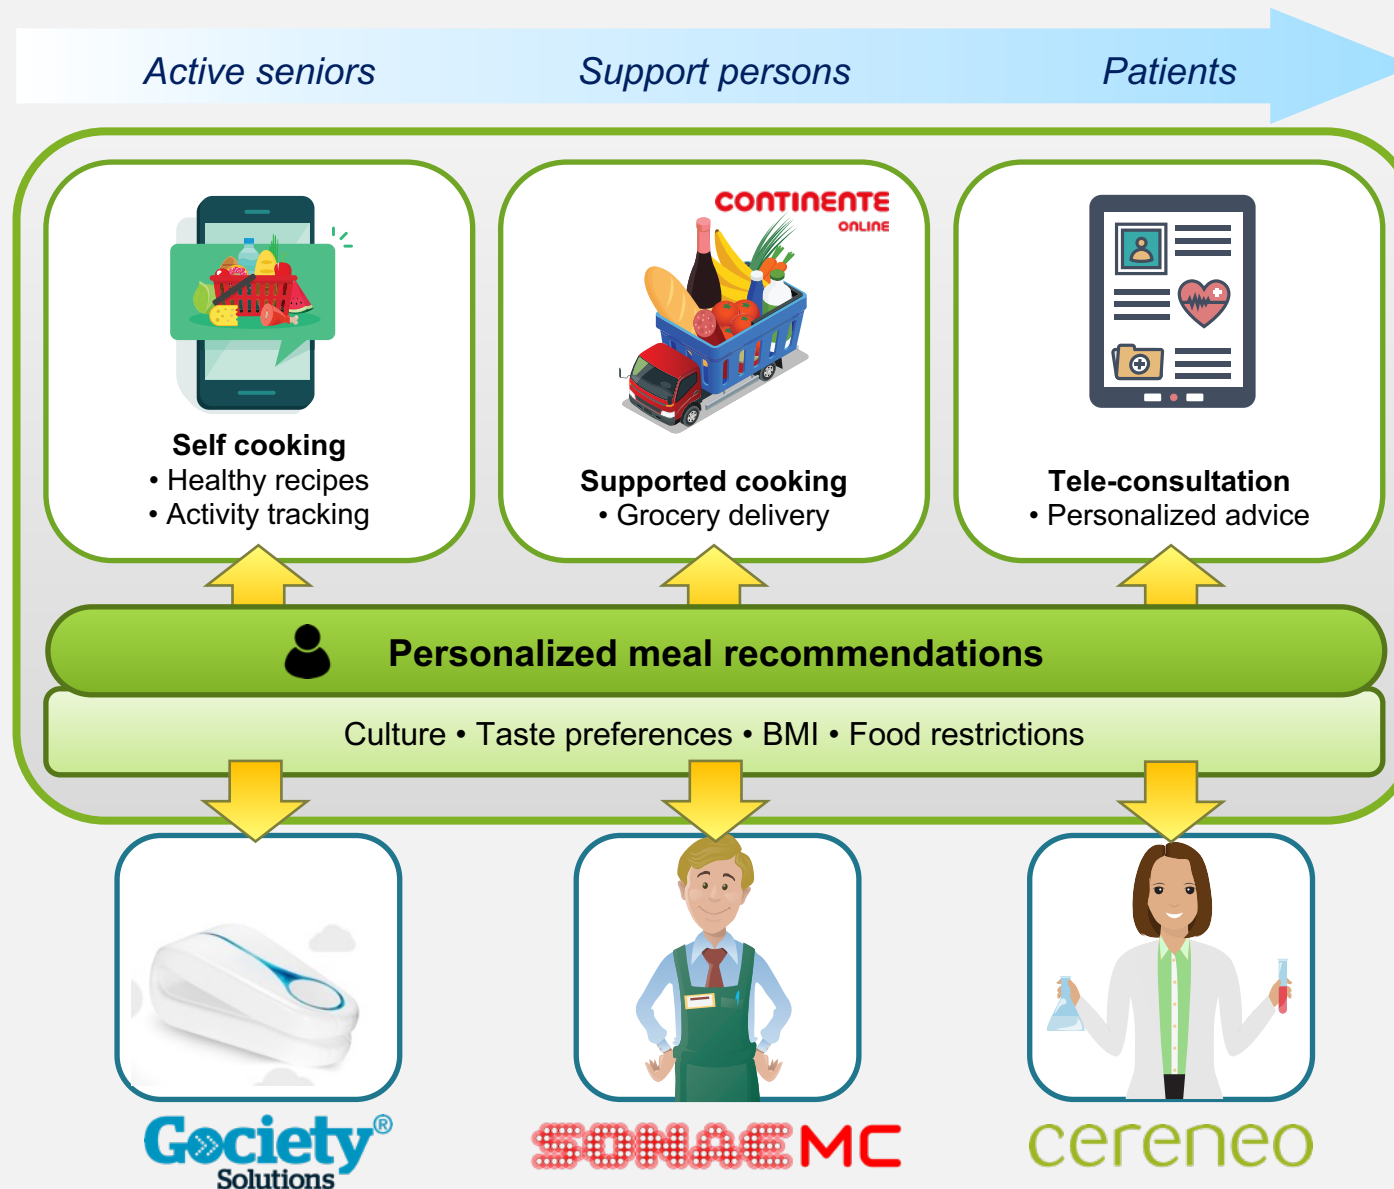 Active seniors
Support persons
Patients
CONTINENTE
ONLINE
Self cooking
• Healthy recipes
• Activity tracking
Supported cooking
• Grocery delivery
Tele-consultation
• Personalized advice
Personalized meal recommendations
Culture • Taste preferences • BMI • Food restrictions
Gociety®
Solutions
SONAE MC
cereneo